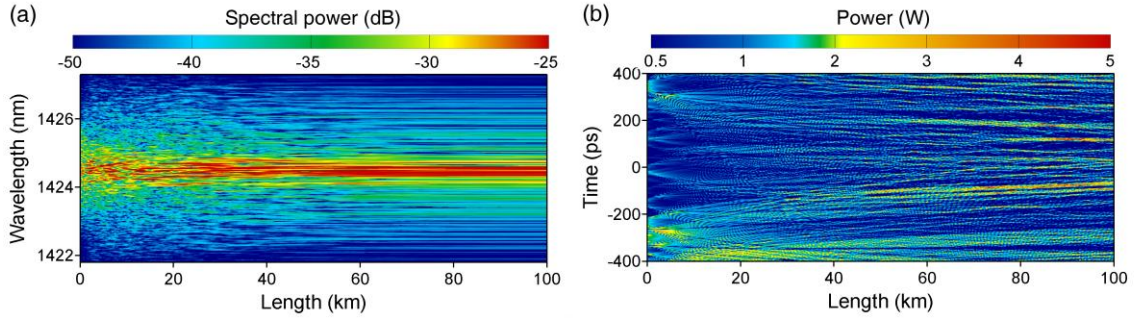 (a)
Spectral power (dB)
-50 -40 -35 -30 -25
Wavelength (nm)
1426
1424
1422
0 20 40 60 80 100
Length (km)
(b)
Power (W)
0.5 1 2 3 4 5
Time (ps)
400
200
0
-200
-400
0 20 40 60 80 100
Length (km)